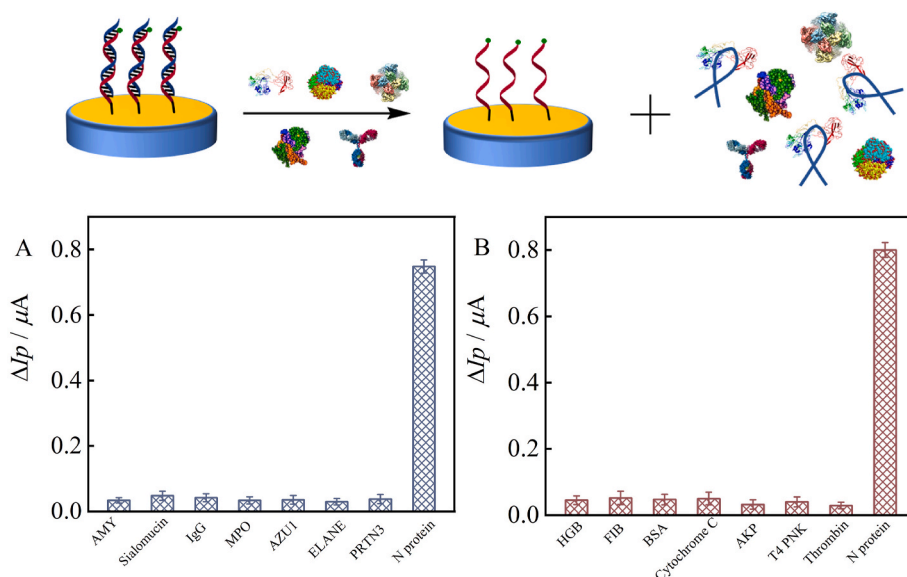 A
ΔIp / μA
0.8
0.6
0.4
0.2
0.0
AMY
Sialomucin
IgG
MPO
AZU1
ELANE
PRTN3
N protein
B
ΔIp / μA
0.8
0.6
0.4
0.2
0.0
HGB
FIB
BSA
Cytochrome C
AKP
T4 PNK
Thrombin
N protein